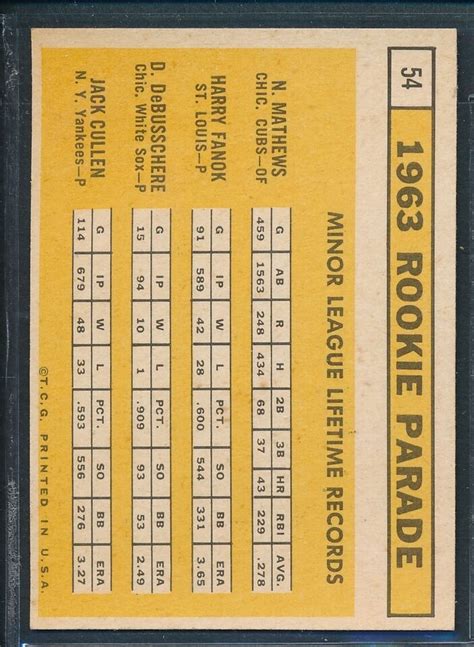 54 1963 ROOKIE PARADE
MINOR LEAGUE LIFETIME RECORDS
N. MATHEWS
CHIC. CUBS—OF
G AB R H 2B 3B HR RBI AVG.
459 1563 248 434 68 37 43 229 .278
HARRY FANOK
ST. LOUIS—P
G IP W L PCT. SO BB ERA
91 589 42 28 .600 544 331 3.65
D. DeBUSSCHERE
Chic. White Sox—P
G IP W L PCT. SO BB ERA
15 94 10 1 .909 93 53 2.49
JACK CULLEN
N. Y. Yankees—P
G IP W L PCT. SO BB ERA
114 679 48 33 .593 556 276 3.27
©T.C.G. PRINTED IN U.S.A.